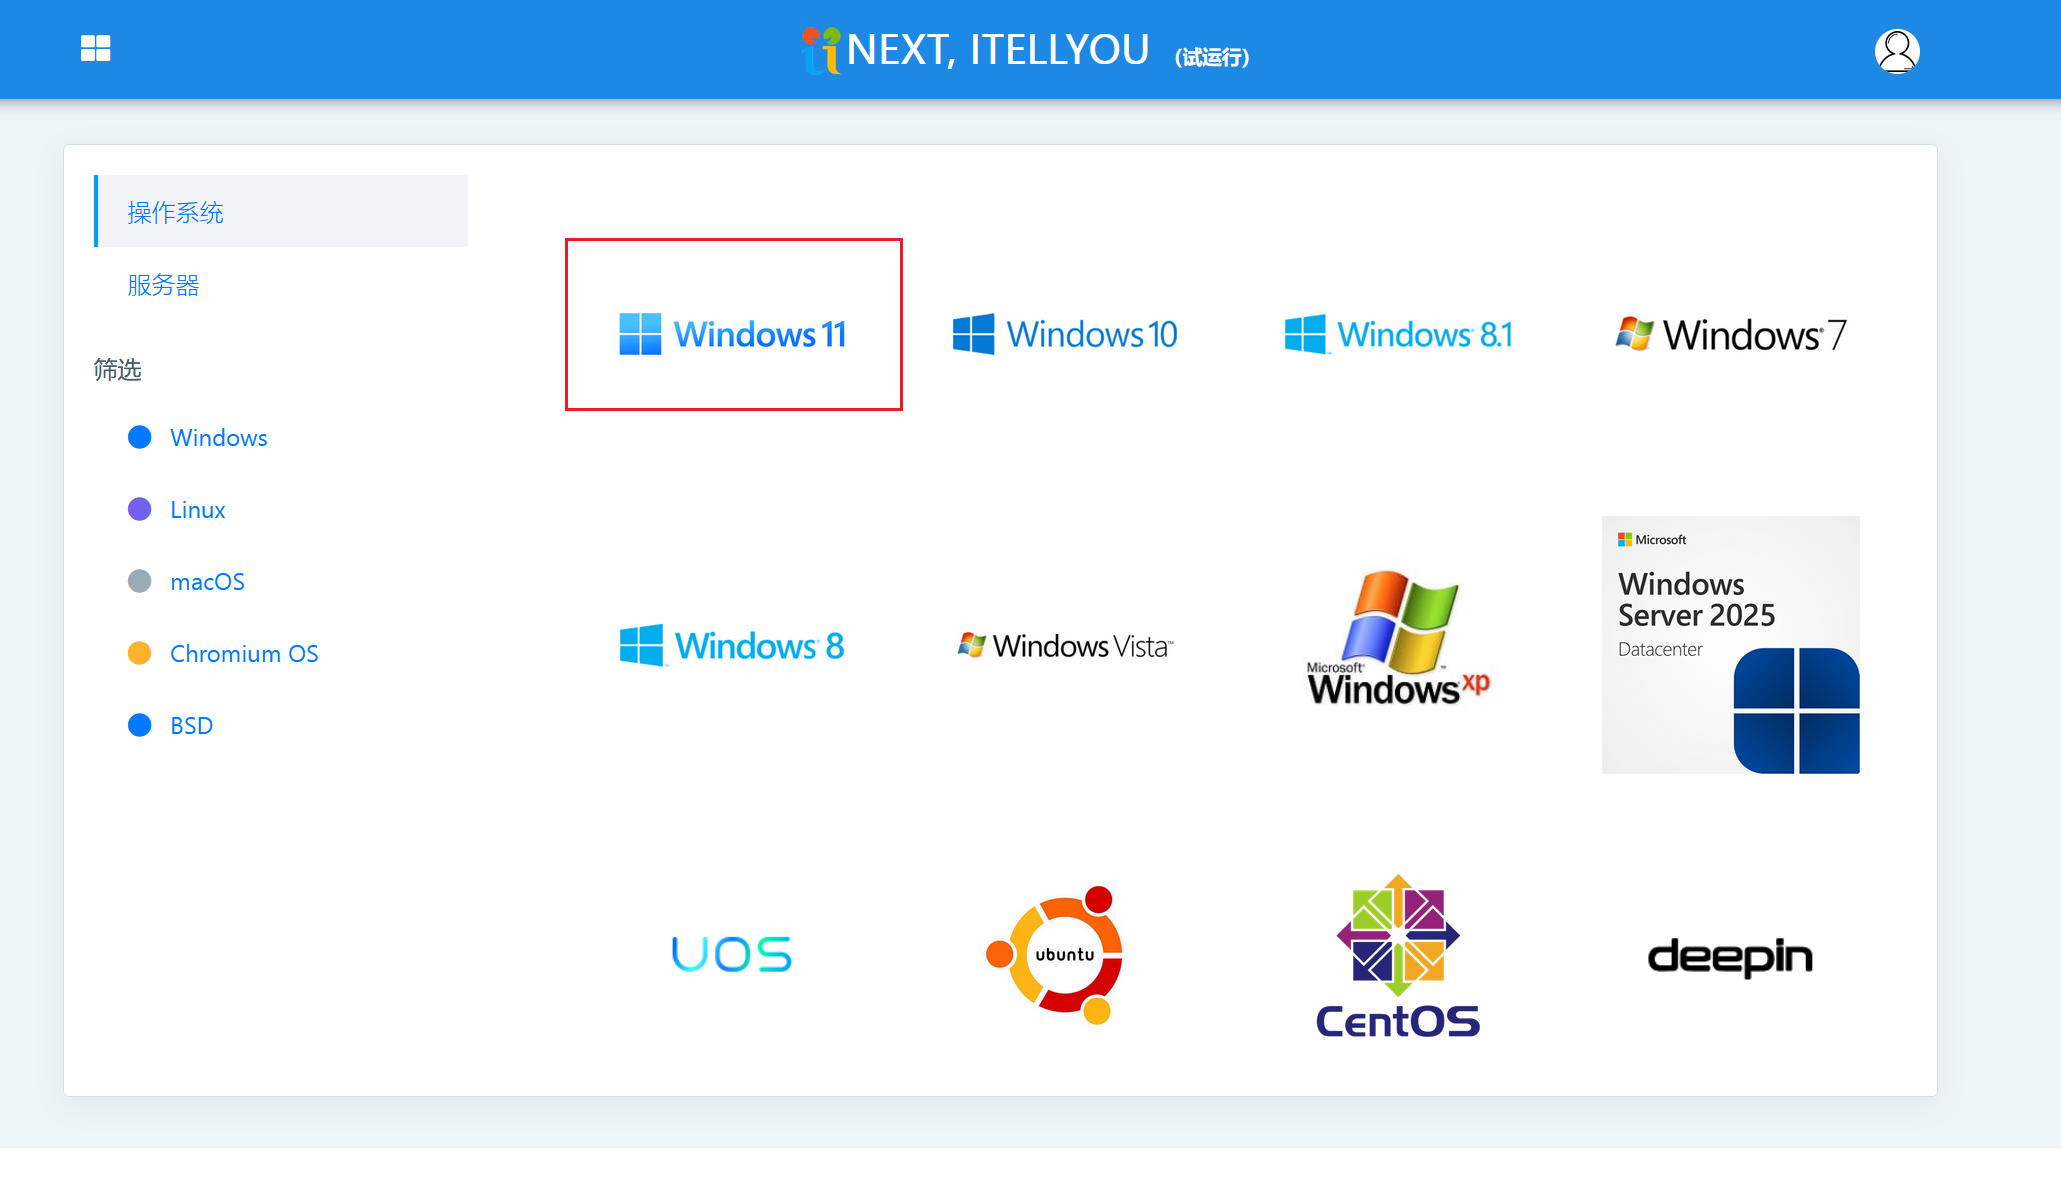 NEXT, ITELLYOU (试运行)
操作系统
服务器
筛选
Windows
Linux
macOS
Chromium OS
BSD
Windows 11
Windows 10
Windows 8.1
Windows 7
Windows 8
Windows Vista™
Microsoft
Windows xp
Microsoft
Windows
Server 2025
Datacenter
UOS
ubuntu
CentOS
deepin